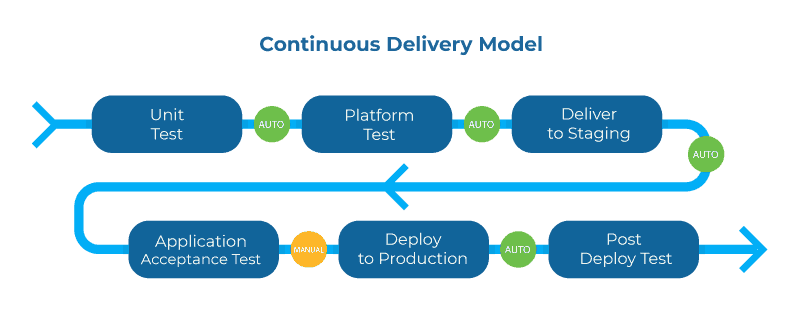 Continuous Delivery Model
Unit
Test
AUTO
Platform
Test
AUTO
Deliver
to Staging
AUTO
Application
Acceptance Test
MANUAL
Deploy
to Production
AUTO
Post
Deploy Test